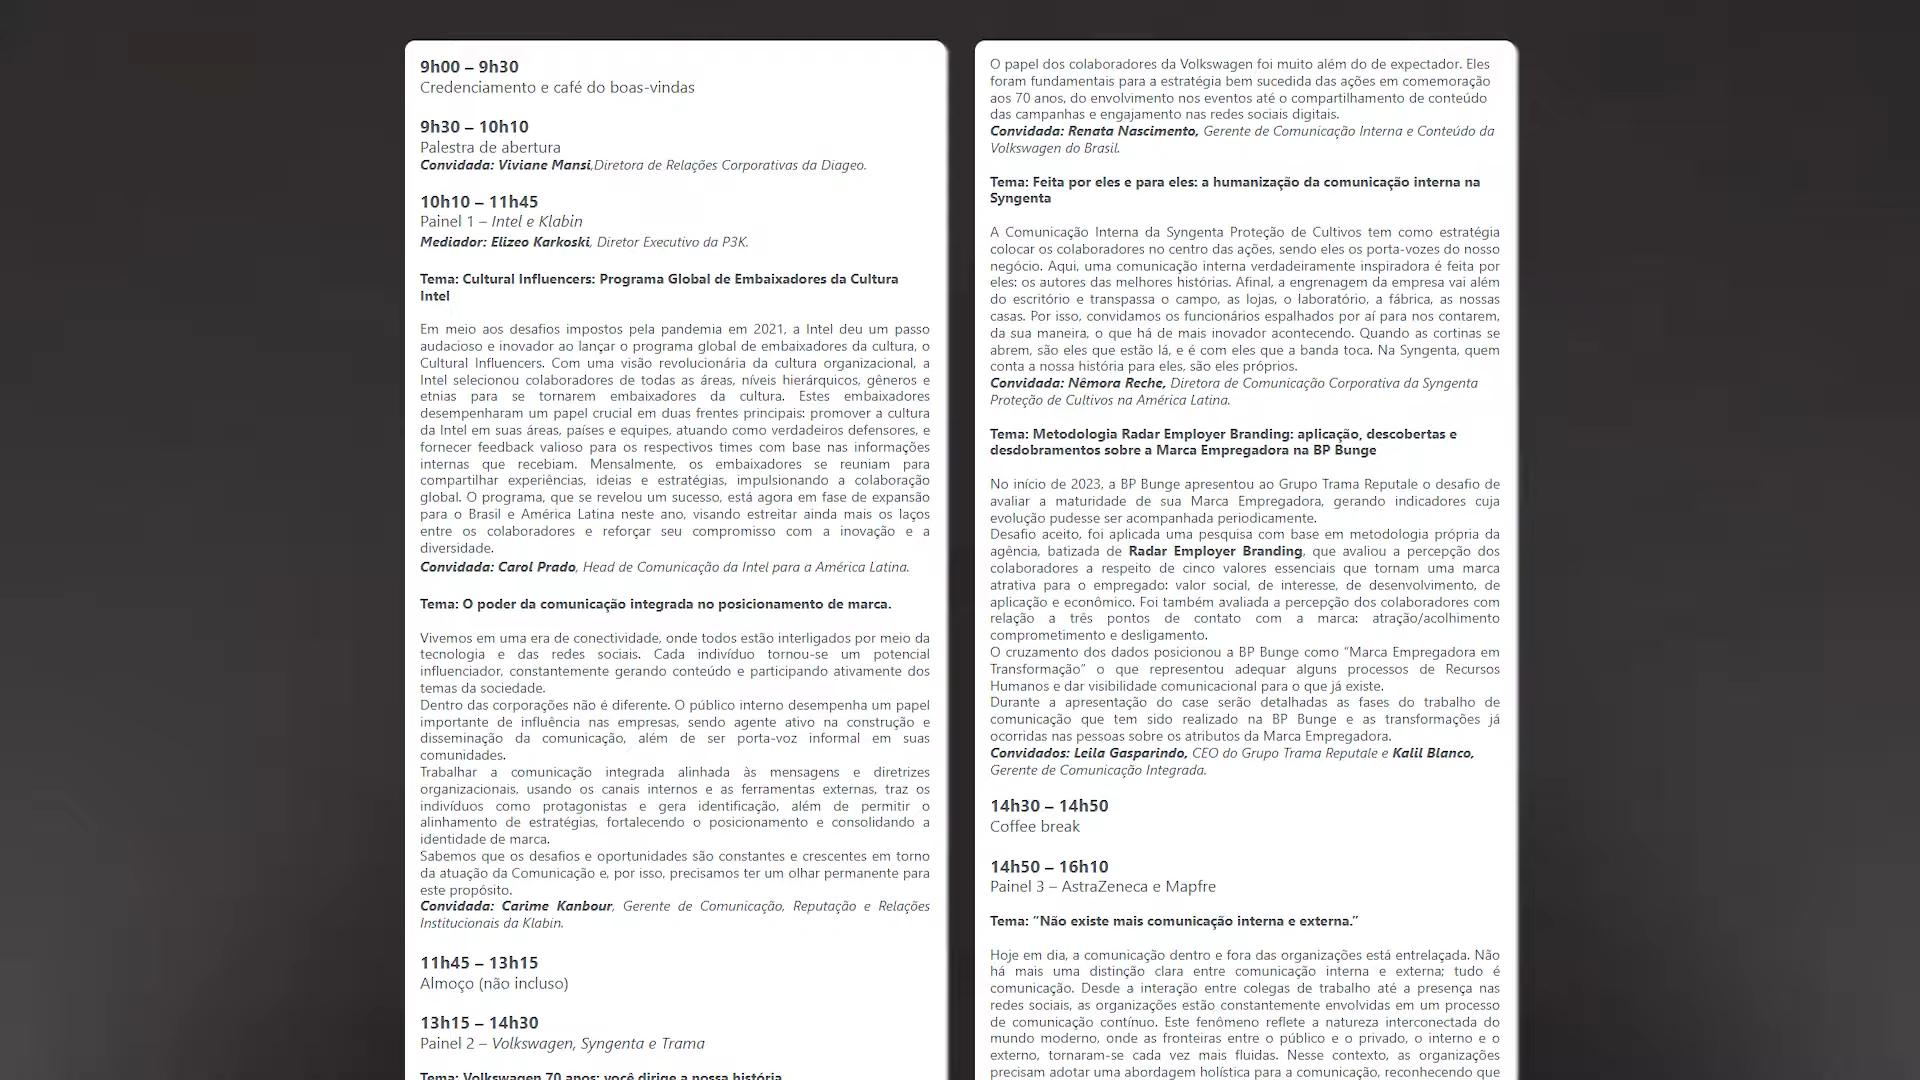 9h00 – 9h30
Credenciamento e café do boas-vindas
9h30 – 10h10
Palestra de abertura
Convidada: Viviane Mansi,Diretora de Relações Corporativas da Diageo.
10h10 – 11h45
Painel 1 – Intel e Klabin
Mediador: Elizeo Karkoski, Diretor Executivo da P3K.
Tema: Cultural Influencers: Programa Global de Embaixadores da Cultura
Intel
Em meio aos desafios impostos pela pandemia em 2021, a Intel deu um passo
audacioso e inovador ao lançar o programa global de embaixadores da cultura, o
Cultural Influencers. Com uma visão revolucionária da cultura organizacional, a
Intel selecionou colaboradores de todas as áreas, níveis hierárquicos, gêneros e
etnias para se tornarem embaixadores da cultura. Estes embaixadores
desempenharam um papel crucial em duas frentes principais: promover a cultura
da Intel em suas áreas, países e equipes, atuando como verdadeiros defensores, e
fornecer feedback valioso para os respectivos times com base nas informações
internas que recebiam. Mensalmente, os embaixadores se reuniam para
compartilhar experiências, ideias e estratégias, impulsionando a colaboração
global. O programa, que se revelou um sucesso, está agora em fase de expansão
para o Brasil e América Latina neste ano, visando estreitar ainda mais os laços
entre os colaboradores e reforçar seu compromisso com a inovação e a
diversidade.
Convidada: Carol Prado, Head de Comunicação da Intel para a América Latina.
Tema: O poder da comunicação integrada no posicionamento de marca.
Vivemos em uma era de conectividade, onde todos estão interligados por meio da
tecnologia e das redes sociais. Cada indivíduo tornou-se um potencial
influenciador, constantemente gerando conteúdo e participando ativamente dos
temas da sociedade.
Dentro das corporações não é diferente. O público interno desempenha um papel
importante de influência nas empresas, sendo agente ativo na construção e
disseminação da comunicação, além de ser porta-voz informal em suas
comunidades.
Trabalhar a comunicação integrada alinhada às mensagens e diretrizes
organizacionais, usando os canais internos e as ferramentas externas, traz os
indivíduos como protagonistas e gera identificação, além de permitir o
alinhamento de estratégias, fortalecendo o posicionamento e consolidando a
identidade de marca.
Sabemos que os desafios e oportunidades são constantes e crescentes em torno
da atuação da Comunicação e, por isso, precisamos ter um olhar permanente para
este propósito.
Convidada: Carime Kanbour, Gerente de Comunicação, Reputação e Relações
Institucionais da Klabin.
11h45 – 13h15
Almoço (não incluso)
13h15 – 14h30
Painel 2 – Volkswagen, Syngenta e Trama
Tema: Volkswagen 70 anos: você dirige a nossa história
O papel dos colaboradores da Volkswagen foi muito além do de expectador. Eles
foram fundamentais para a estratégia bem sucedida das ações em comemoração
aos 70 anos, do envolvimento nos eventos até o compartilhamento de conteúdo
das campanhas e engajamento nas redes sociais digitais.
Convidada: Renata Nascimento, Gerente de Comunicação Interna e Conteúdo da
Volkswagen do Brasil.
Tema: Feita por eles e para eles: a humanização da comunicação interna na
Syngenta
A Comunicação Interna da Syngenta Proteção de Cultivos tem como estratégia
colocar os colaboradores no centro das ações, sendo eles os porta-vozes do nosso
negócio. Aqui, uma comunicação interna verdadeiramente inspiradora é feita por
eles: os autores das melhores histórias. Afinal, a engrenagem da empresa vai além
do escritório e transpassa o campo, as lojas, o laboratório, a fábrica, as nossas
casas. Por isso, convidamos os funcionários espalhados por aí para nos contarem,
da sua maneira, o que há de mais inovador acontecendo. Quando as cortinas se
abrem, são eles que estão lá, e é com eles que a banda toca. Na Syngenta, quem
conta a nossa história para eles, são eles próprios.
Convidada: Nêmora Reche, Diretora de Comunicação Corporativa da Syngenta
Proteção de Cultivos na América Latina.
Tema: Metodologia Radar Employer Branding: aplicação, descobertas e
desdobramentos sobre a Marca Empregadora na BP Bunge
No início de 2023, a BP Bunge apresentou ao Grupo Trama Reputale o desafio de
avaliar a maturidade de sua Marca Empregadora, gerando indicadores cuja
evolução pudesse ser acompanhada periodicamente.
Desafio aceito, foi aplicada uma pesquisa com base em metodologia própria da
agência, batizada de Radar Employer Branding, que avaliou a percepção dos
colaboradores a respeito de cinco valores essenciais que tornam uma marca
atrativa para o empregado: valor social, de interesse, de desenvolvimento, de
aplicação e econômico. Foi também avaliada a percepção dos colaboradores com
relação a três pontos de contato com a marca: atração/acolhimento
comprometimento e desligamento.
O cruzamento dos dados posicionou a BP Bunge como “Marca Empregadora em
Transformação” o que representou adequar alguns processos de Recursos
Humanos e dar visibilidade comunicacional para o que já existe.
Durante a apresentação do case serão detalhadas as fases do trabalho de
comunicação que tem sido realizado na BP Bunge e as transformações já
ocorridas nas pessoas sobre os atributos da Marca Empregadora.
Convidados: Leila Gasparindo, CEO do Grupo Trama Reputale e Kalil Blanco,
Gerente de Comunicação Integrada.
14h30 – 14h50
Coffee break
14h50 – 16h10
Painel 3 – AstraZeneca e Mapfre
Tema: “Não existe mais comunicação interna e externa.”
Hoje em dia, a comunicação dentro e fora das organizações está entrelaçada. Não
há mais uma distinção clara entre comunicação interna e externa; tudo é
comunicação. Desde a interação entre colegas de trabalho até a presença nas
redes sociais, as organizações estão constantemente envolvidas em um processo
de comunicação contínuo. Este fenômeno reflete a natureza interconectada do
mundo moderno, onde as fronteiras entre o público e o privado, o interno e o
externo, tornaram-se cada vez mais fluidas. Nesse contexto, as organizações
precisam adotar uma abordagem holística para a comunicação, reconhecendo que